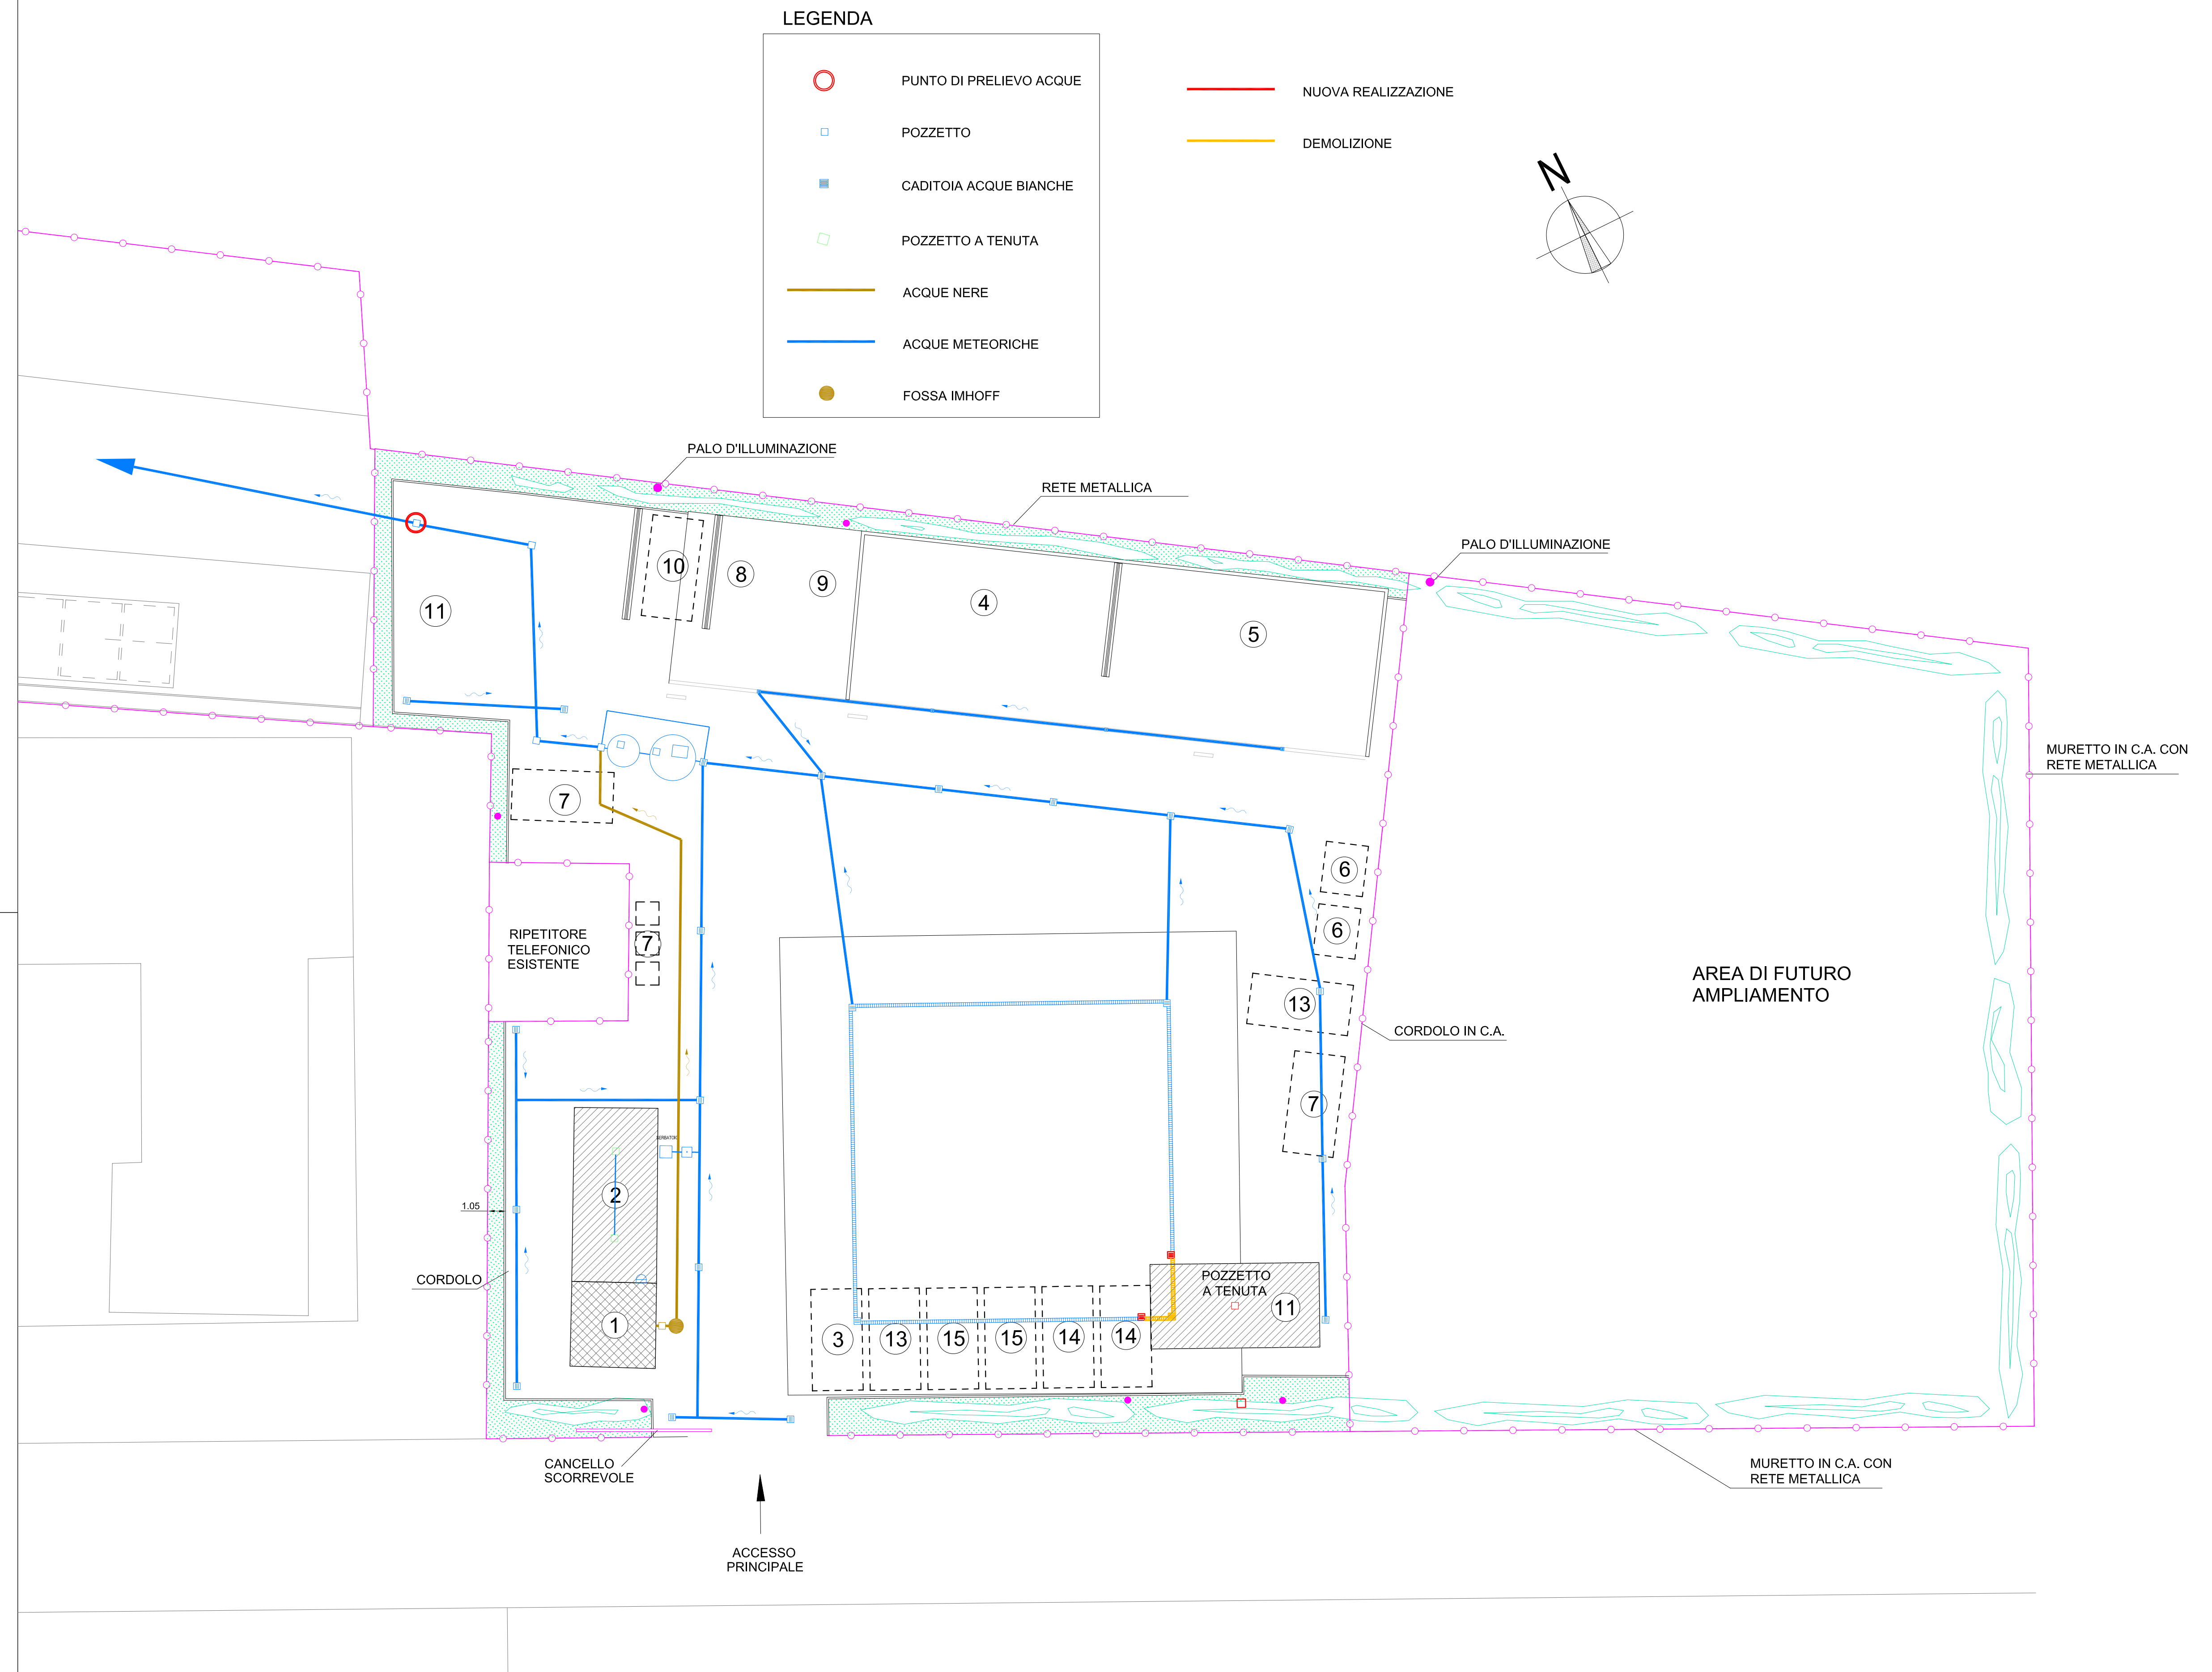 LEGENDA
PUNTO DI PRELIEVO ACQUE
POZZETTO
CADITOIA ACQUE BIANCHE
POZZETTO A TENUTA
ACQUE NERE
ACQUE METEORICHE
FOSSA IMHOFF
NUOVA REALIZZAZIONE
DEMOLIZIONE
N
PALO D'ILLUMINAZIONE
RETE METALLICA
PALO D'ILLUMINAZIONE
10
8
9
4
11
5
MURETTO IN C.A. CON
RETE METALLICA
7
6
6
RIPETITORE
TELEFONICO
ESISTENTE
7
AREA DI FUTURO
AMPLIAMENTO
13
CORDOLO IN C.A.
7
2
1.05
CORDOLO
POZZETTO
A TENUTA
11
1
3
13
15
15
14
14
CANCELLO
SCORREVOLE
MURETTO IN C.A. CON
RETE METALLICA
ACCESSO
PRINCIPALE